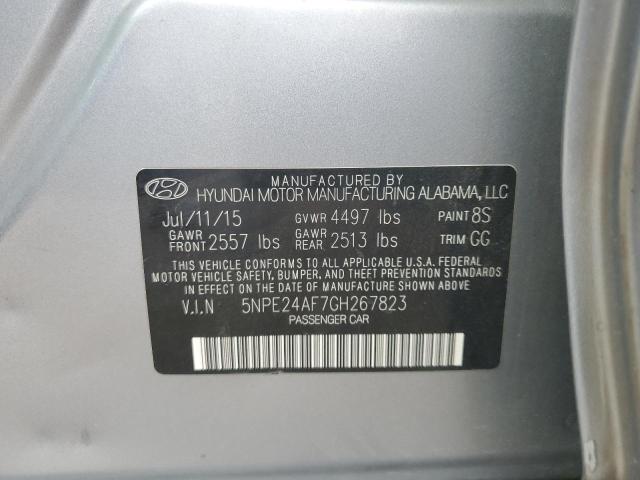 MANUFACTURED BY
HYUNDAI MOTOR MANUFACTURING ALABAMA, LLC
Jul/11/15 GVWR 4497 lbs PAINT 8S
GAWR FRONT 2557 lbs GAWR REAR 2513 lbs TRIM GG
THIS VEHICLE CONFORMS TO ALL APPLICABLE U.S.A. FEDERAL
MOTOR VEHICLE SAFETY, BUMPER, AND THEFT PREVENTION STANDARDS
IN EFFECT ON THE DATE OF MANUFACTURE SHOWN ABOVE.
V.I.N 5NPE24AF7GH267823
PASSENGER CAR